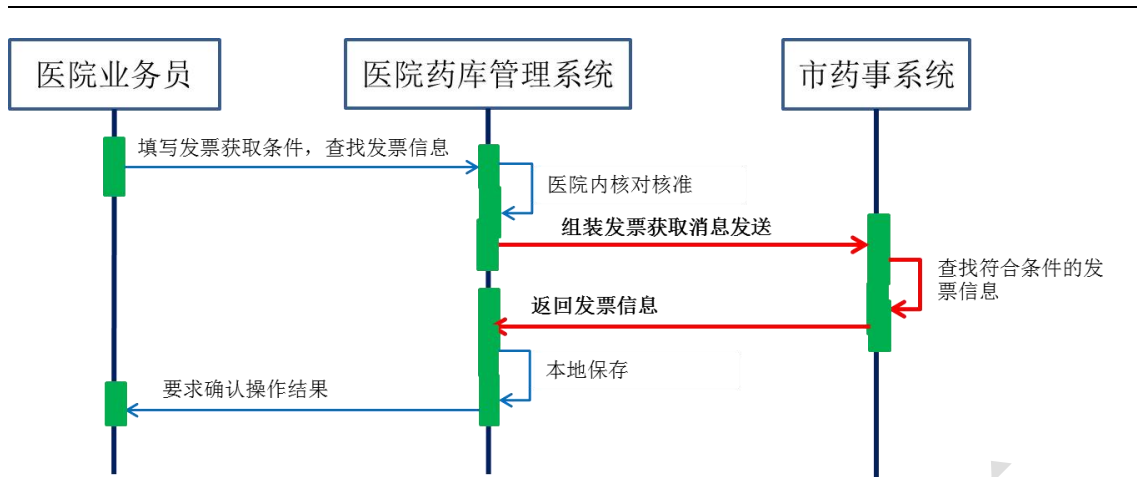 医院业务员
医院药库管理系统
市药事系统
填写发票获取条件，查找发票信息
医院内核对核准
组装发票获取消息发送
查找符合条件的发
票信息
返回发票信息
本地保存
要求确认操作结果